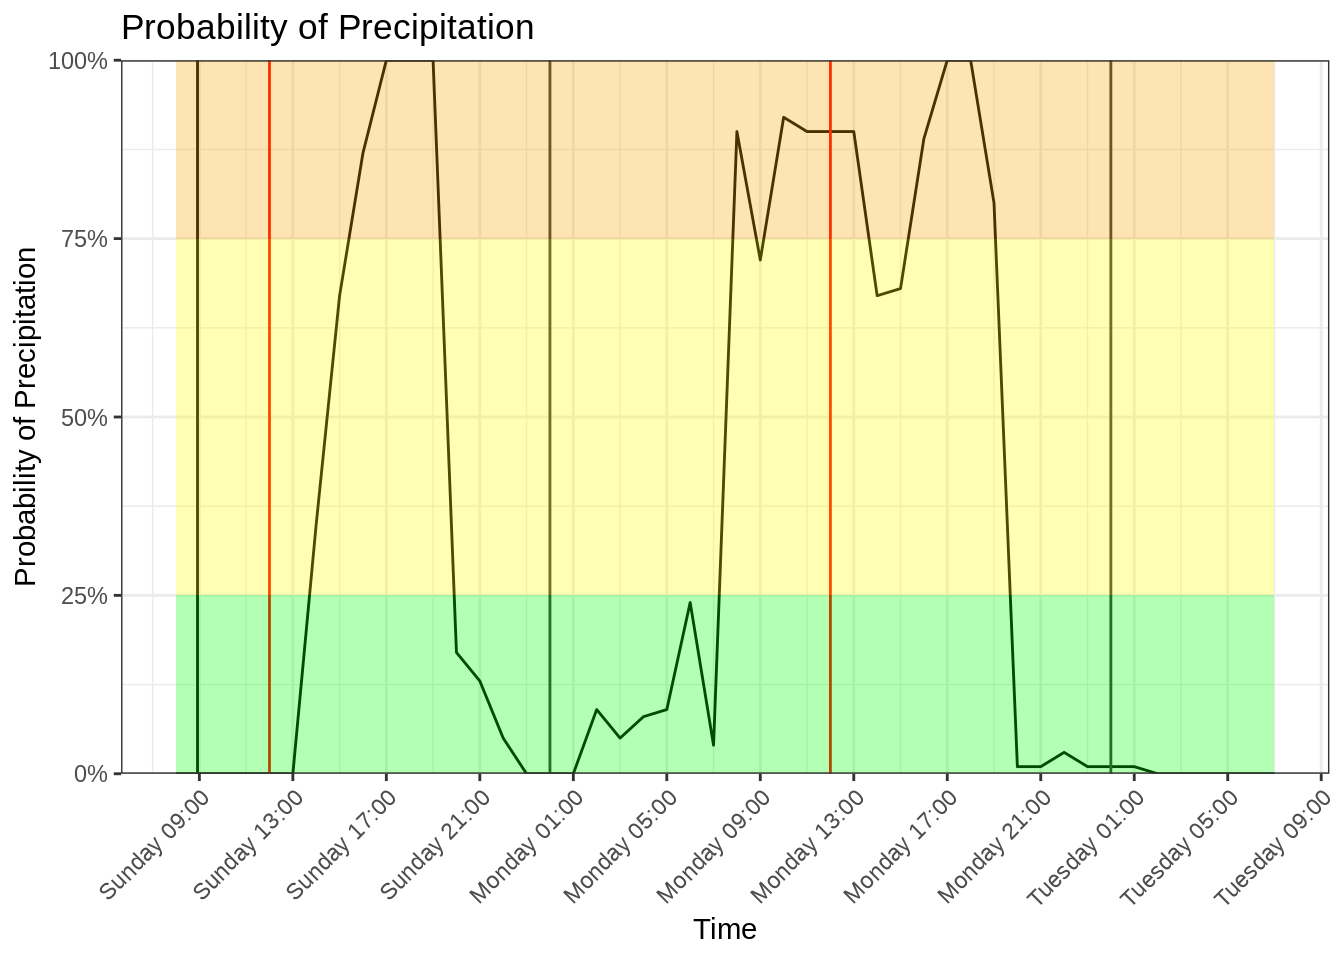 Probability of Precipitation
Probability of Precipitation
100%
75%
50%
25%
0%
Sunday 09:00
Sunday 13:00
Sunday 17:00
Sunday 21:00
Monday 01:00
Monday 05:00
Monday 09:00
Monday 13:00
Monday 17:00
Monday 21:00
Tuesday 01:00
Tuesday 05:00
Tuesday 09:00
Time